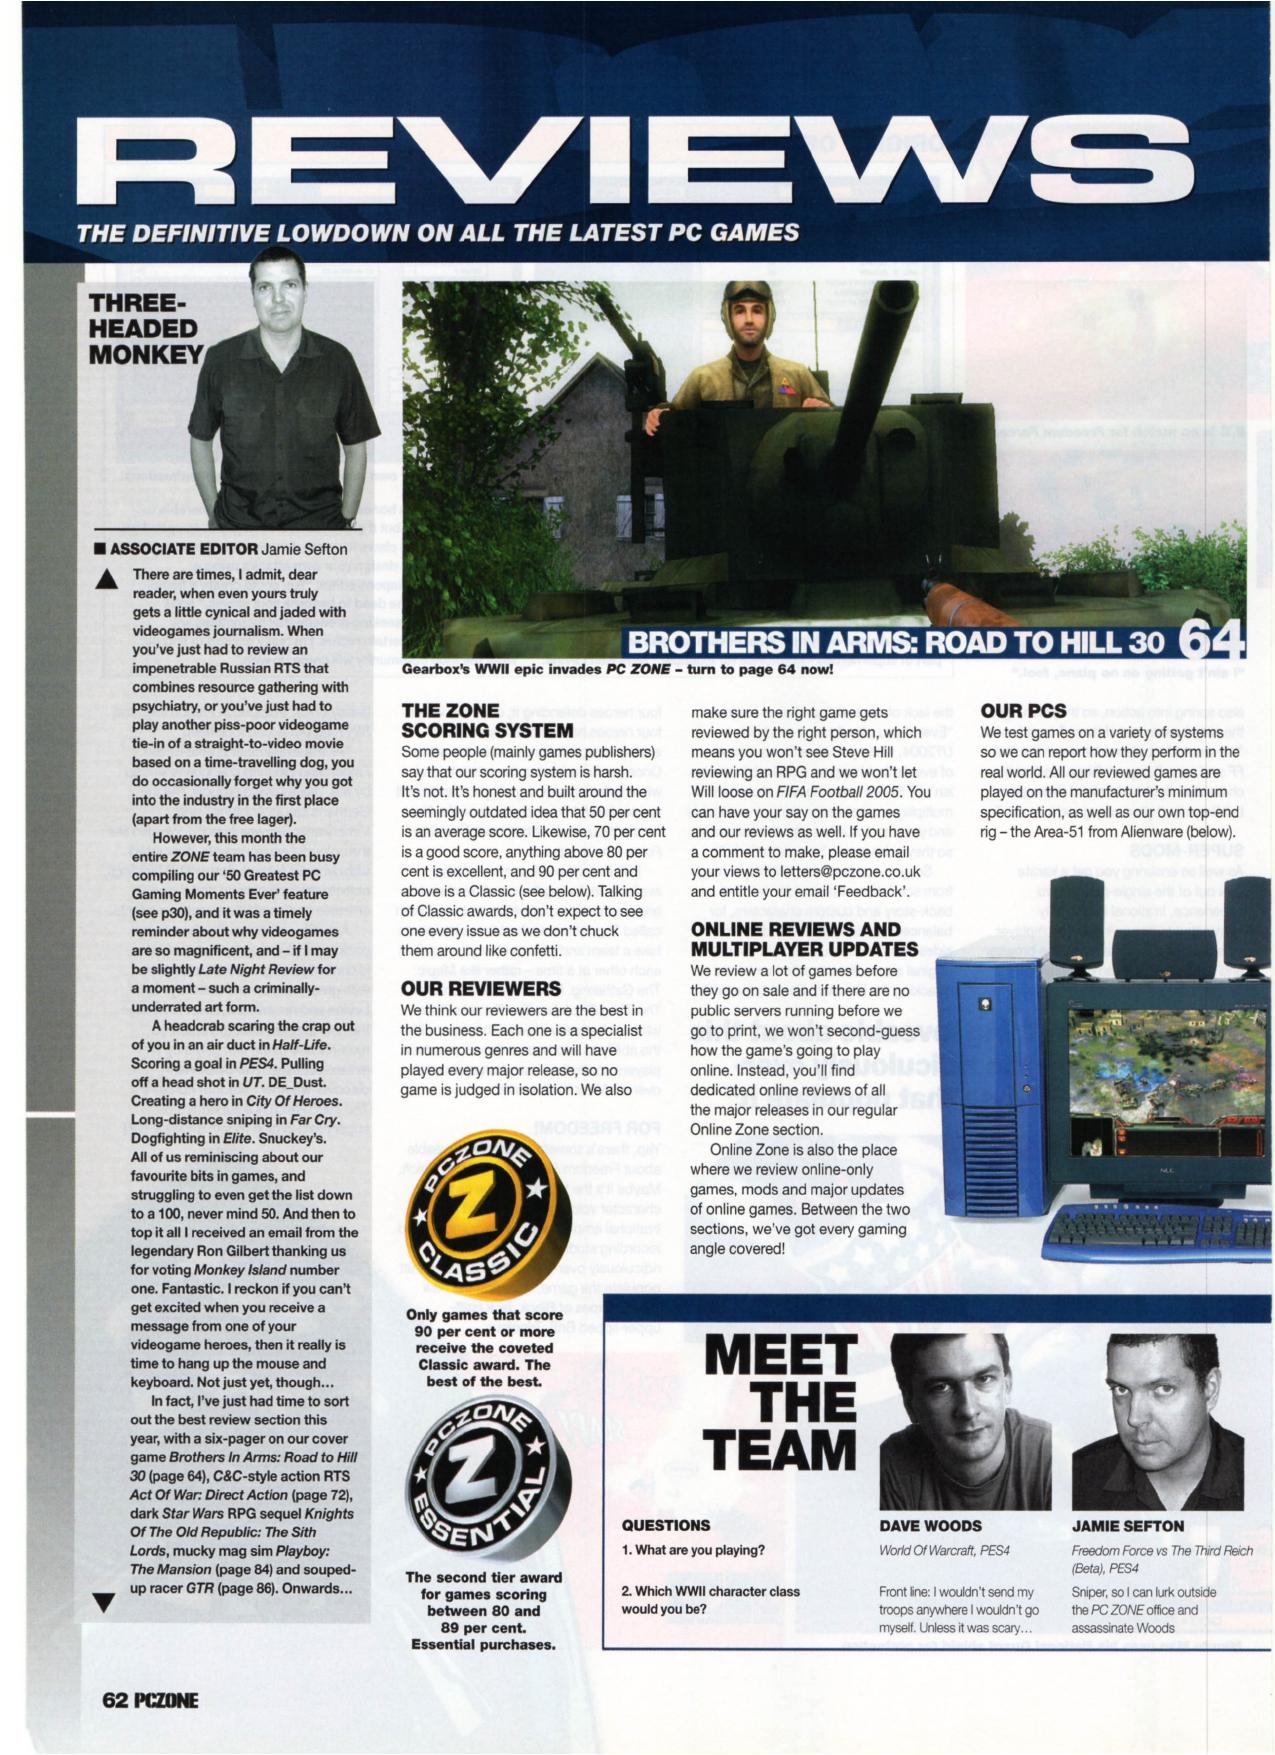 REVIEWS
THE DEFINITIVE LOWDOWN ON ALL THE LATEST PC GAMES
THREE-
HEADED
MONKEY
■ ASSOCIATE EDITOR Jamie Sefton
▲ There are times, I admit, dear
reader, when even yours truly
gets a little cynical and jaded with
videogames journalism. When
you've just had to review an
impenetrable Russian RTS that
combines resource gathering with
psychiatry, or you've just had to
play another piss-poor videogame
tie-in of a straight-to-video movie
based on a time-travelling dog, you
do occasionally forget why you got
into the industry in the first place
(apart from the free lager).
However, this month the
entire ZONE team has been busy
compiling our '50 Greatest PC
Gaming Moments Ever' feature
(see p30), and it was a timely
reminder about why videogames
are so magnificent, and – if I may
be slightly Late Night Review for
a moment – such a criminally-
underrated art form.
A headcrab scaring the crap out
of you in an air duct in Half-Life.
Scoring a goal in PES4. Pulling
off a head shot in UT. DE_Dust.
Creating a hero in City Of Heroes.
Long-distance sniping in Far Cry.
Dogfighting in Elite. Snuckey's.
All of us reminiscing about our
favourite bits in games, and
struggling to even get the list down
to a 100, never mind 50. And then to
top it all I received an email from the
legendary Ron Gilbert thanking us
for voting Monkey Island number
one. Fantastic. I reckon if you can't
get excited when you receive a
message from one of your
videogame heroes, then it really is
time to hang up the mouse and
keyboard. Not just yet, though...
In fact, I've just had time to sort
out the best review section this
year, with a six-pager on our cover
game Brothers In Arms: Road to Hill
30 (page 64), C&C-style action RTS
Act Of War: Direct Action (page 72),
dark Star Wars RPG sequel Knights
Of The Old Republic: The Sith
Lords, mucky mag sim Playboy:
The Mansion (page 84) and souped-
up racer GTR (page 86). Onwards...
▼
BROTHERS IN ARMS: ROAD TO HILL 30 64
Gearbox's WWII epic invades PC ZONE – turn to page 64 now!
THE ZONE
SCORING SYSTEM
Some people (mainly games publishers)
say that our scoring system is harsh.
It's not. It's honest and built around the
seemingly outdated idea that 50 per cent
is an average score. Likewise, 70 per cent
is a good score, anything above 80 per
cent is excellent, and 90 per cent and
above is a Classic (see below). Talking
of Classic awards, don't expect to see
one every issue as we don't chuck
them around like confetti.
OUR REVIEWERS
We think our reviewers are the best in
the business. Each one is a specialist
in numerous genres and will have
played every major release, so no
game is judged in isolation. We also
make sure the right game gets
reviewed by the right person, which
means you won't see Steve Hill
reviewing an RPG and we won't let
Will loose on FIFA Football 2005. You
can have your say on the games
and our reviews as well. If you have
a comment to make, please email
your views to letters@pczone.co.uk
and entitle your email 'Feedback'.
ONLINE REVIEWS AND
MULTIPLAYER UPDATES
We review a lot of games before
they go on sale and if there are no
public servers running before we
go to print, we won't second-guess
how the game's going to play
online. Instead, you'll find
dedicated online reviews of all
the major releases in our regular
Online Zone section.
Online Zone is also the place
where we review online-only
games, mods and major updates
of online games. Between the two
sections, we've got every gaming
angle covered!
OUR PCS
We test games on a variety of systems
so we can report how they perform in the
real world. All our reviewed games are
played on the manufacturer's minimum
specification, as well as our own top-end
rig – the Area-51 from Alienware (below).
NEC
PCZONE
Z
CLASSIC
Only games that score
90 per cent or more
receive the coveted
Classic award. The
best of the best.
PCZONE
Z
ESSENTIAL
The second tier award
for games scoring
between 80 and
89 per cent.
Essential purchases.
MEET
THE
TEAM
QUESTIONS
1. What are you playing?
2. Which WWII character class
would you be?
DAVE WOODS
World Of Warcraft, PES4
Front line: I wouldn't send my
troops anywhere I wouldn't go
myself. Unless it was scary...
JAMIE SEFTON
Freedom Force vs The Third Reich
(Beta), PES4
Sniper, so I can lurk outside
the PC ZONE office and
assassinate Woods
62 PCZONE